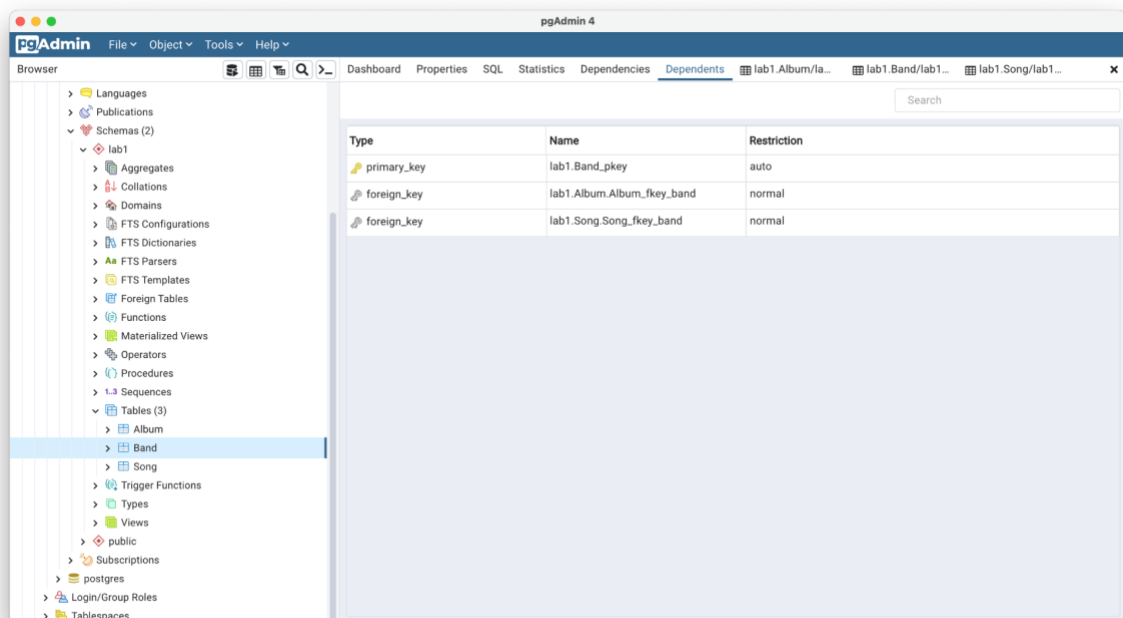 pgAdmin 4
pgAdmin File Object Tools Help
Browser
Dashboard Properties SQL Statistics Dependencies Dependents lab1.Album/la... lab1.Band/lab1... lab1.Song/lab1...
Search
Languages
Publications
Schemas (2)
lab1
Aggregates
Collations
Domains
FTS Configurations
FTS Dictionaries
Aa FTS Parsers
FTS Templates
Foreign Tables
Functions
Materialized Views
Operators
Procedures
1..3 Sequences
Tables (3)
Album
Band
Song
Trigger Functions
Types
Views
public
Subscriptions
postgres
Login/Group Roles
Tablespaces
Type Name Restriction
primary_key lab1.Band_pkey auto
foreign_key lab1.Album.Album_fkey_band normal
foreign_key lab1.Song.Song_fkey_band normal